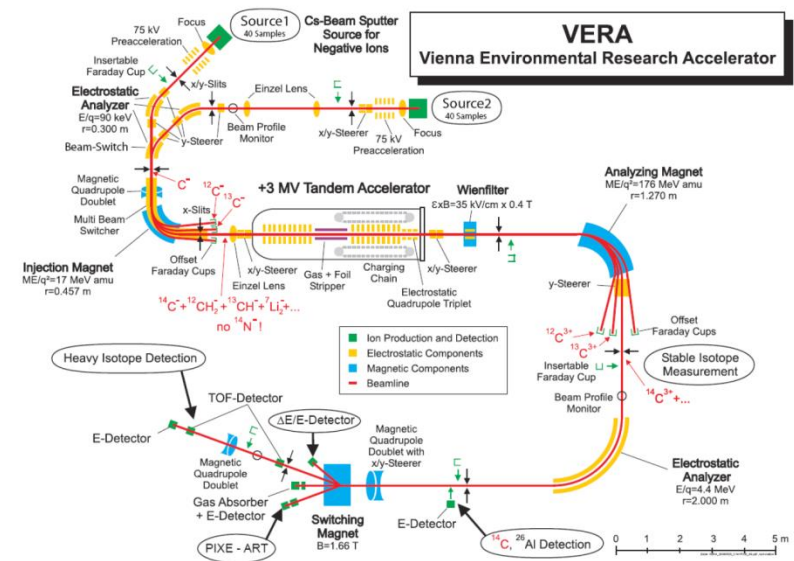 VERA
Vienna Environmental Research Accelerator
Source1
40 Samples
Cs-Beam Sputter
Source for
Negative Ions
Focus
75 kV
Preacceleration
Insertable
Faraday Cup
x/y-Slits
Electrostatic
Analyzer
E/q=90 keV
r=0.300 m
Einzel Lens
Source2
40 Samples
y-Steerer
Beam Profile
Monitor
x/y-Steerer
75 kV
Preacceleration
Focus
Beam-Switch
Magnetic
Quadrupole
Doublet
C⁻
¹²C⁻
¹³C⁻
Multi Beam
Switcher
x-Slits
Injection Magnet
ME/q²=17 MeV amu
r=0.457 m
Offset
Faraday Cups
x/y-Steerer
Einzel Lens
¹⁴C⁻+¹²CH₂⁻+¹³CH⁻+⁷Li₂⁻+...
no ¹⁴N⁻!
+3 MV Tandem Accelerator
Gas + Foil
Stripper
Charging
Chain
x/y-Steerer
Electrostatic
Quadrupole Triplet
Wienfilter
ExB=35 kV/cm x 0.4 T
Analyzing Magnet
ME/q²=176 MeV amu
r=1.270 m
y-Steerer
¹²C³⁺
¹³C³⁺
Offset
Faraday Cups
Insertable
Faraday Cup
Stable Isotope
Measurement
¹⁴C³⁺+...
Beam Profile
Monitor
Ion Production and Detection
Electrostatic Components
Magnetic Components
Beamline
Heavy Isotope Detection
TOF-Detector
E-Detector
ΔE/E-Detector
Magnetic
Quadrupole
Doublet
Magnetic
Quadrupole
Doublet with
x/y-Steerer
Gas Absorber
+ E-Detector
PIXE - ART
Switching
Magnet
B=1.66 T
E-Detector
¹⁴C, ²⁶Al Detection
Electrostatic
Analyzer
E/q=4.4 MeV
r=2.000 m
0 1 2 3 4 5 m